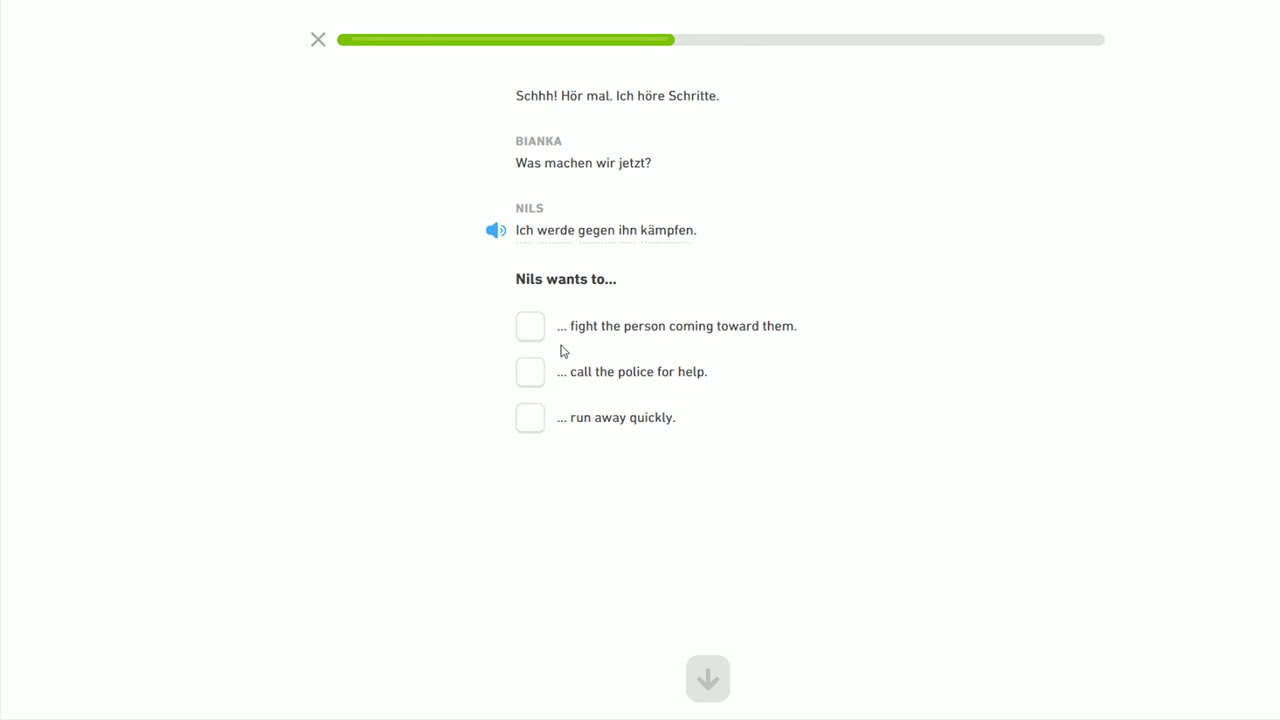 Schhh! Hör mal. Ich höre Schritte.
BIANKA
Was machen wir jetzt?
NILS
Ich werde gegen ihn kämpfen.
Nils wants to...
... fight the person coming toward them.
... call the police for help.
... run away quickly.